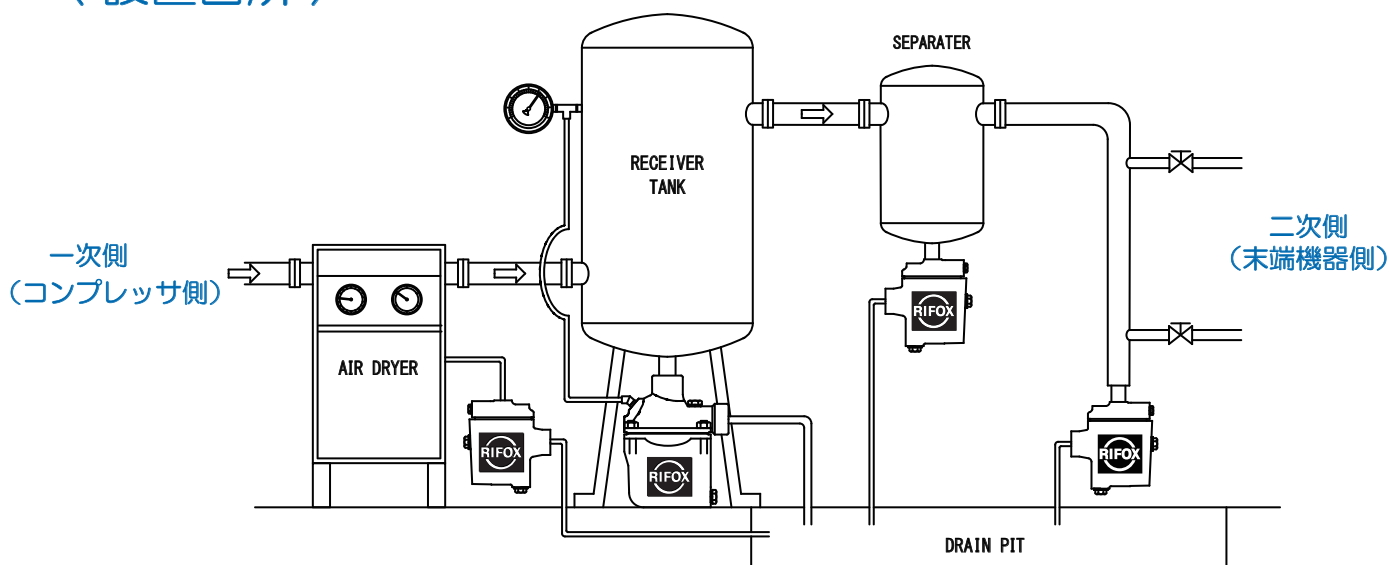 SEPARATER
RECEIVER
TANK
一次側
（コンプレッサ側）
二次側
（末端機器側）
AIR DRYER
RIFOX
RIFOX
RIFOX
RIFOX
DRAIN PIT